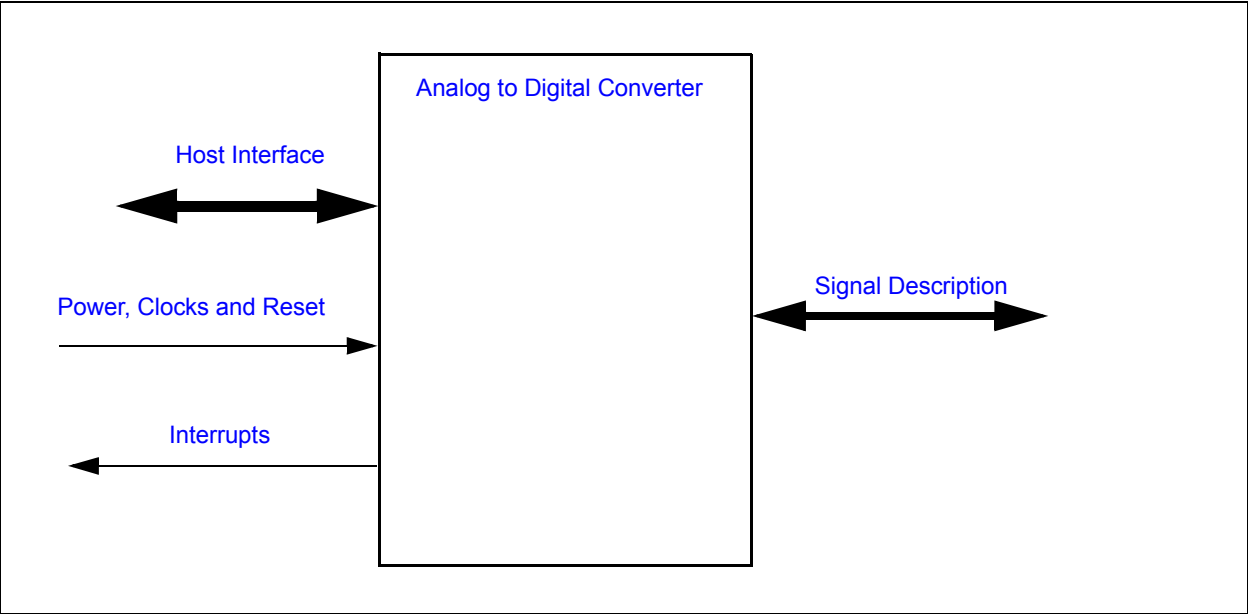 Analog to Digital Converter
Host Interface
Signal Description
Power, Clocks and Reset
Interrupts